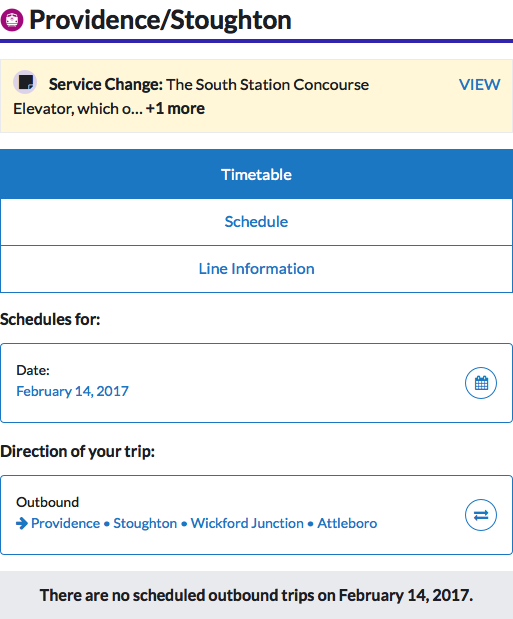 Providence/Stoughton
Service Change: The South Station Concourse
VIEW
Elevator, which o... +1 more
Timetable
Schedule
Line Information
Schedules for:
Date:
February 14, 2017
Direction of your trip:
Outbound
Providence • Stoughton • Wickford Junction • Attleboro
There are no scheduled outbound trips on February 14, 2017.